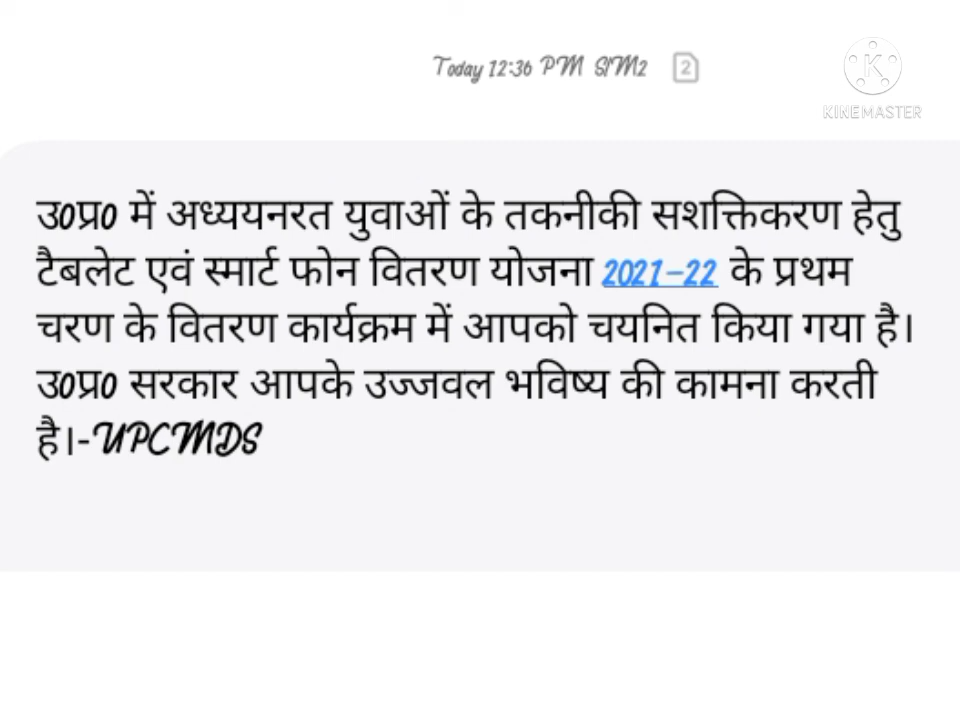 Today 12:36 PM SIM2 2
KINEMASTER
उ0प्र0 में अध्ययनरत युवाओं के तकनीकी सशक्तिकरण हेतु
टैबलेट एवं स्मार्ट फोन वितरण योजना 2021-22 के प्रथम
चरण के वितरण कार्यक्रम में आपको चयनित किया गया है।
उ0प्र0 सरकार आपके उज्जवल भविष्य की कामना करती
है।-UPCMDS